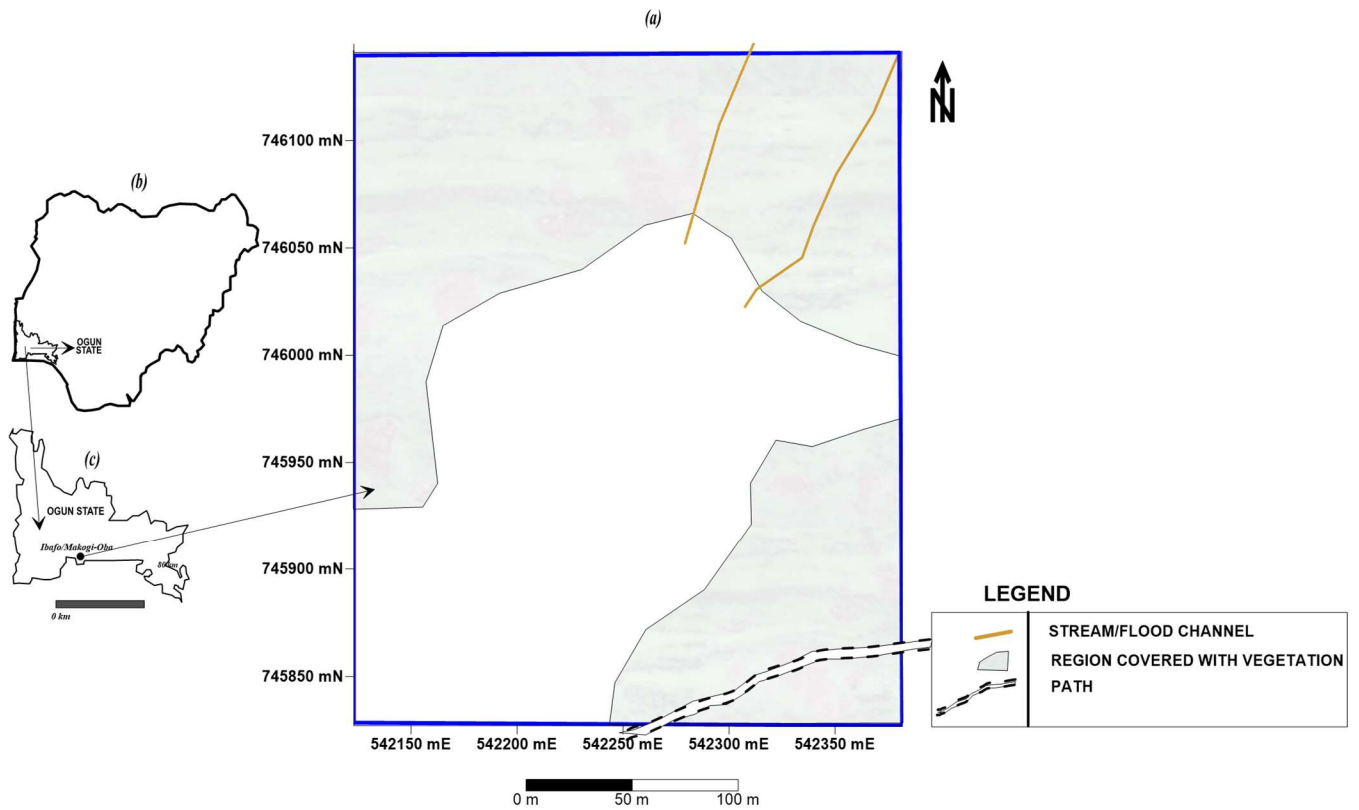 (a)
N
746100 mN
746050 mN
746000 mN
745950 mN
745900 mN
745850 mN
542150 mE
542200 mE
542250 mE
542300 mE
542350 mE
0 m
50 m
100 m
(b)
OGUN
STATE
(c)
OGUN STATE
Ibafo/Makogi-Oba
80km
0 km
LEGEND
STREAM/FLOOD CHANNEL
REGION COVERED WITH VEGETATION
PATH